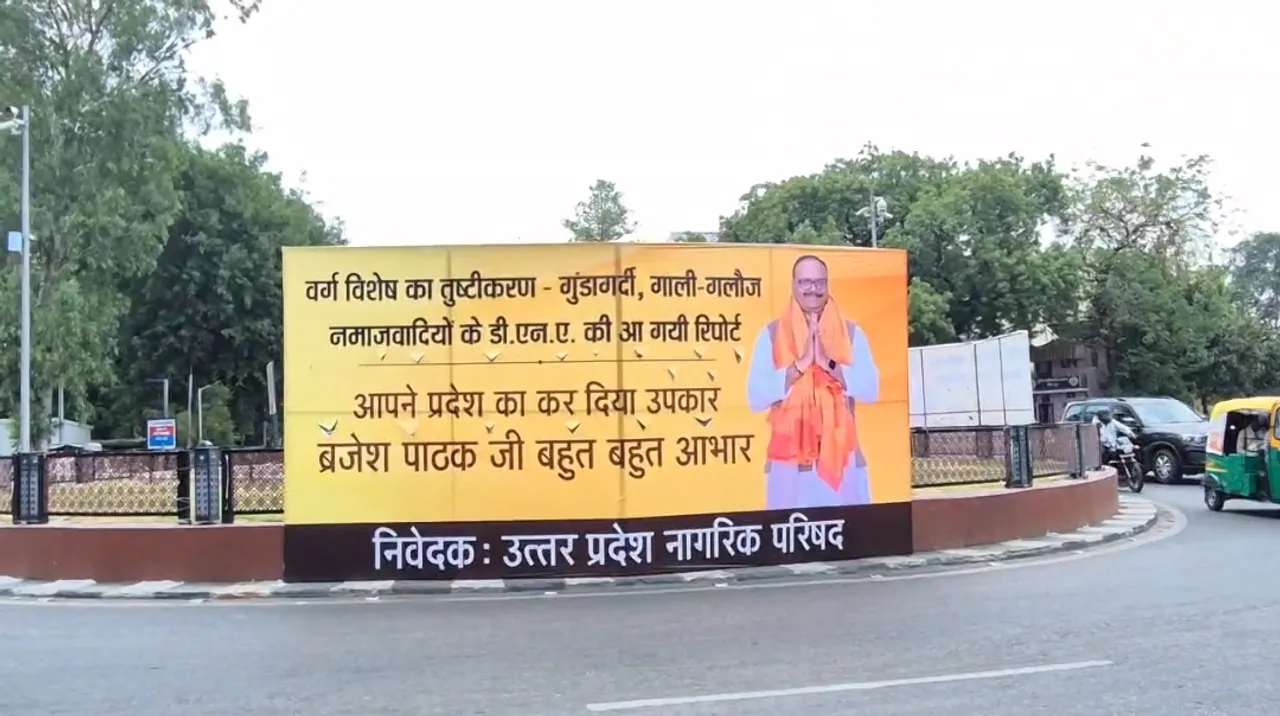 वर्ग विशेष का तुष्टीकरण - गुंडागर्दी, गाली-गलौज
नमाजवादियों के डी.एन.ए. की आ गयी रिपोर्ट
आपने प्रदेश का कर दिया उपकार
ब्रजेश पाठक जी बहुत बहुत आभार
निवेदक : उत्तर प्रदेश नागरिक परिषद